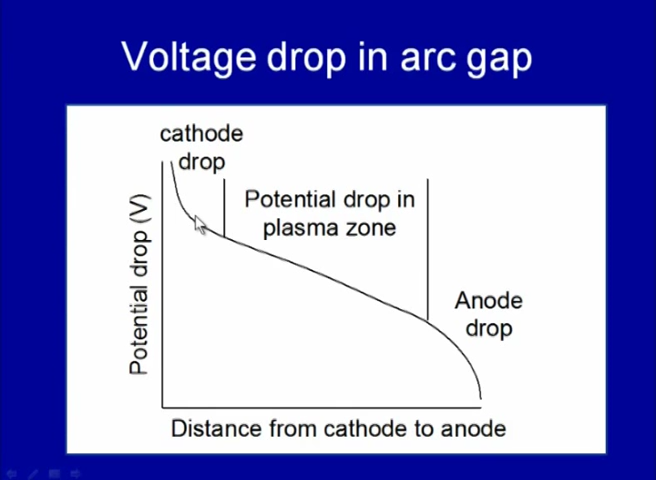 Voltage drop in arc gap
cathode
drop
Potential drop in
plasma zone
Anode
drop
Potential drop (V)
Distance from cathode to anode